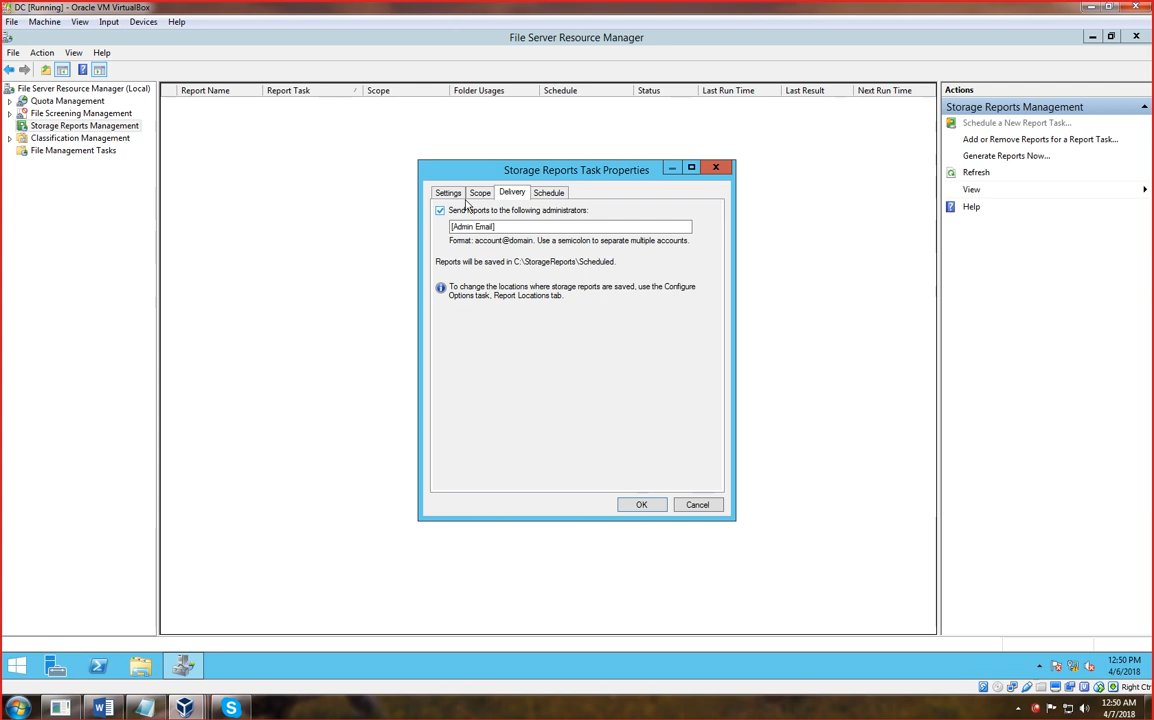 DC [Running] - Oracle VM VirtualBox
File Machine View Input Devices Help
File Server Resource Manager
File Action View Help
File Server Resource Manager (Local)
Quota Management
File Screening Management
Storage Reports Management
Classification Management
File Management Tasks
Report Name Report Task Scope Folder Usages Schedule Status Last Run Time Last Result Next Run Time
Storage Reports Task Properties
Settings Scope Delivery Schedule
Send reports to the following administrators:
[Admin Email]
Format: account@domain. Use a semicolon to separate multiple accounts.
Reports will be saved in C:\StorageReports\Scheduled.
To change the locations where storage reports are saved, use the Configure
Options task, Report Locations tab.
OK Cancel
Actions
Storage Reports Management
Schedule a New Report Task...
Add or Remove Reports for a Report Task...
Generate Reports Now...
Refresh
View
Help
12:50 PM
4/6/2018
Right Ctr
12:50 AM
4/7/2018